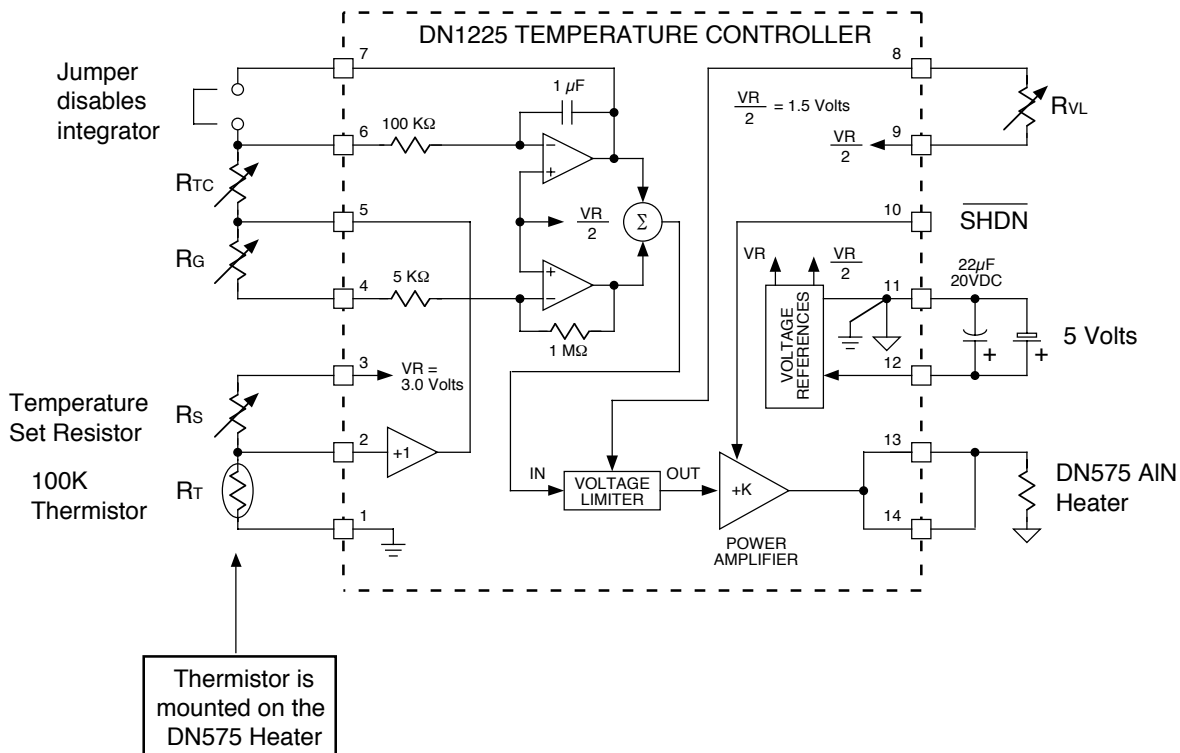 DN1225 TEMPERATURE CONTROLLER
Jumper
disables
integrator
7
1 µF
8
VR
2
= 1.5 Volts
RVL
6
100 KΩ
−
+
VR
2
9
RTC
5
VR
2
Σ
10
SHDN
RG
VR
VR
2
4
5 KΩ
+
−
1 MΩ
11
22µF
20VDC
VOLTAGE
REFERENCES
+
+
5 Volts
12
3
VR =
3.0 Volts
Temperature
Set Resistor
RS
2
+1
100K
Thermistor
RT
1
IN
VOLTAGE
LIMITER
OUT
+K
POWER
AMPLIFIER
13
14
DN575 AlN
Heater
Thermistor is
mounted on the
DN575 Heater